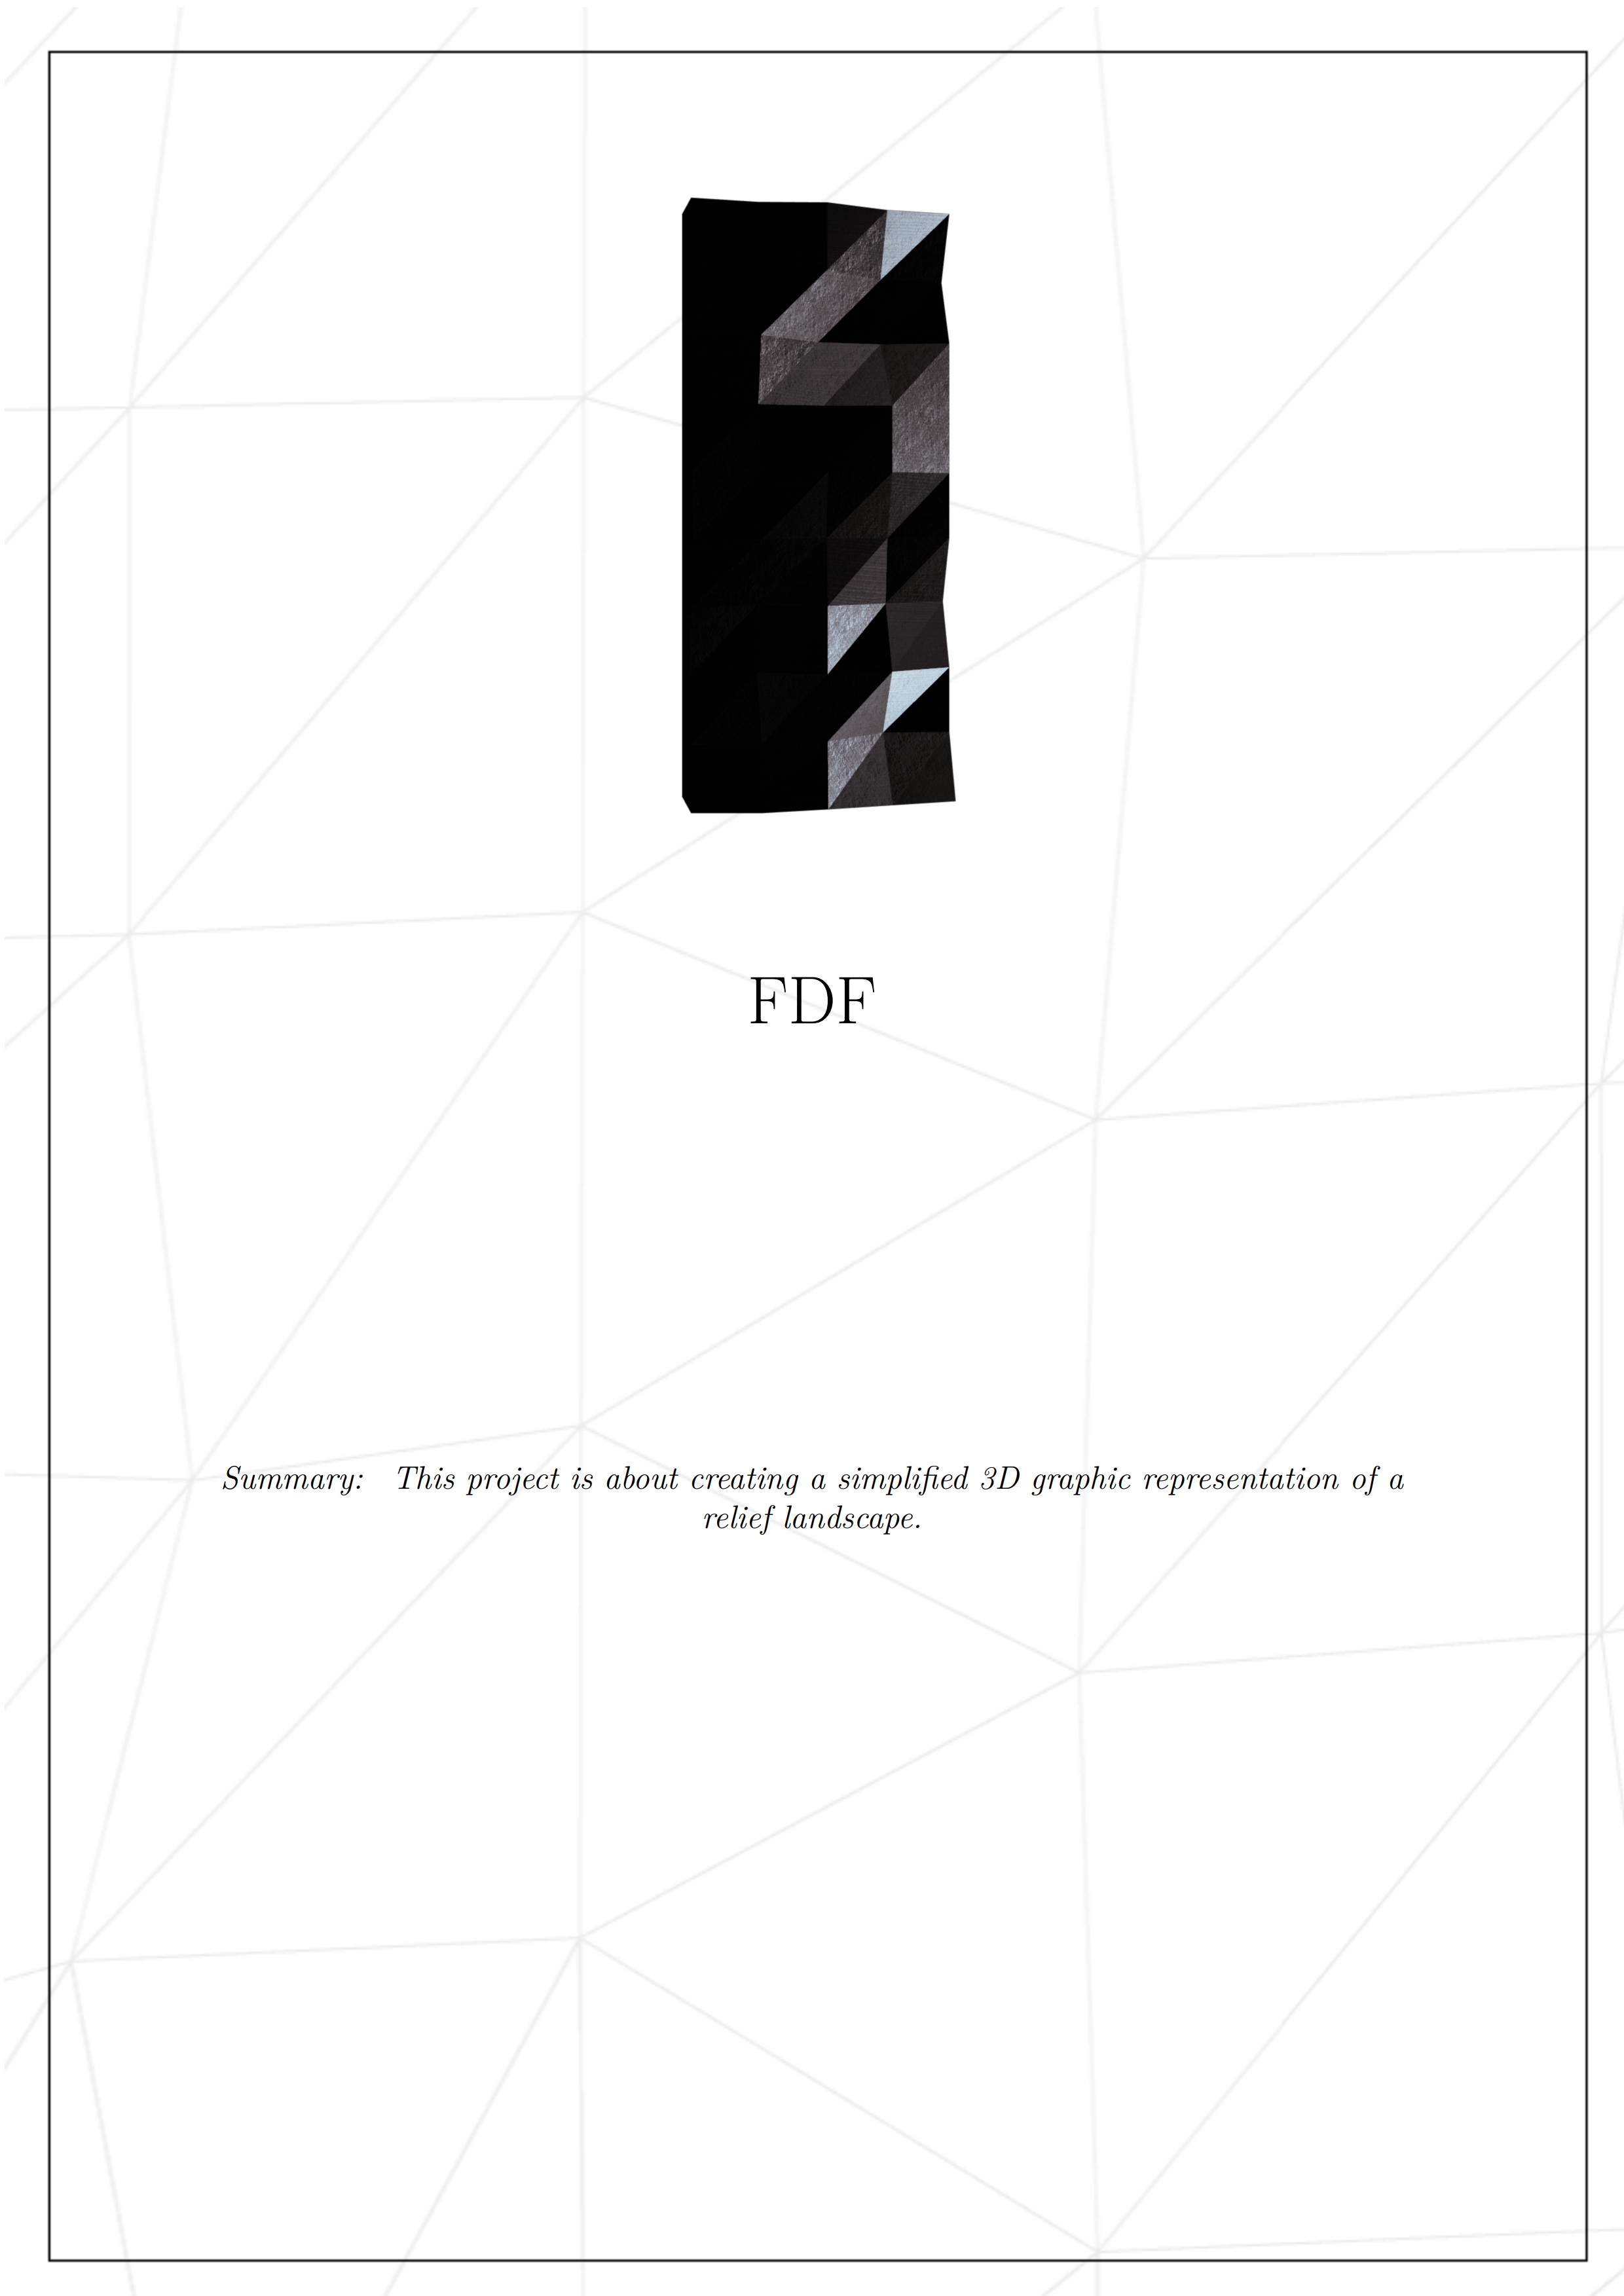 FDF
Summary: This project is about creating a simplified 3D graphic representation of a
relief landscape.